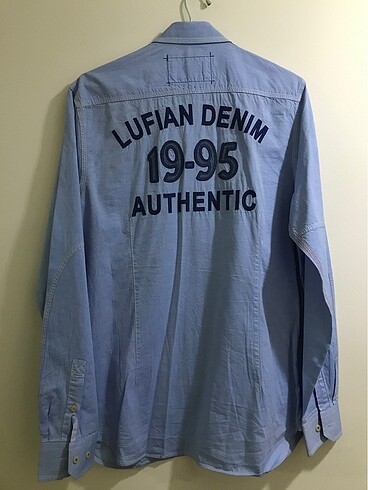 LUFIAN DENIM
19-95
AUTHENTIC